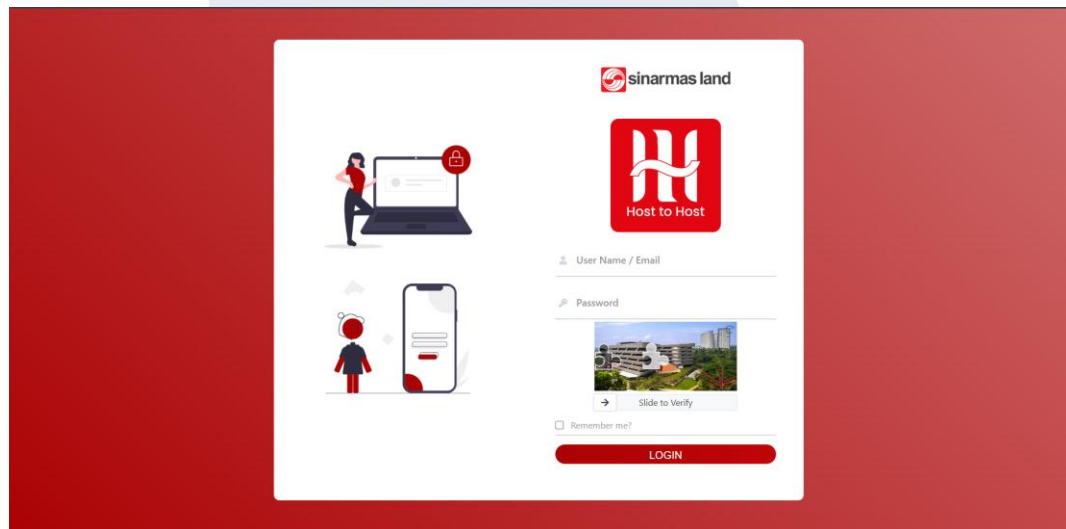 sinarmas land
Host to Host
User Name / Email
Password
Slide to Verify
Remember me?
LOGIN